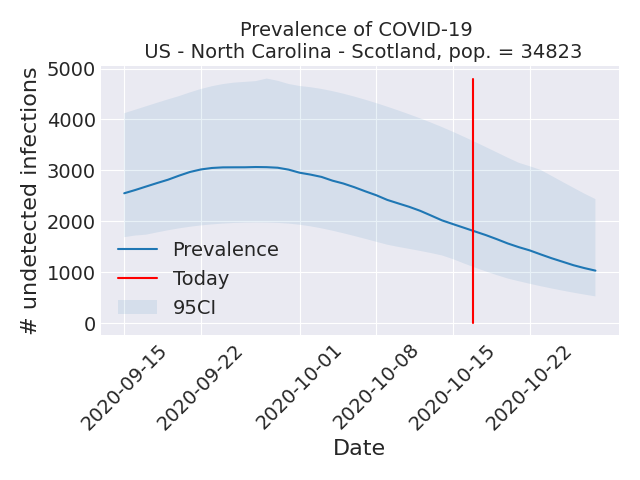 Prevalence of COVID-19
US - North Carolina - Scotland, pop. = 34823
# undetected infections
5000
4000
3000
2000
1000
0
Prevalence
Today
95CI
2020-09-15
2020-09-22
2020-10-01
2020-10-08
2020-10-15
2020-10-22
Date